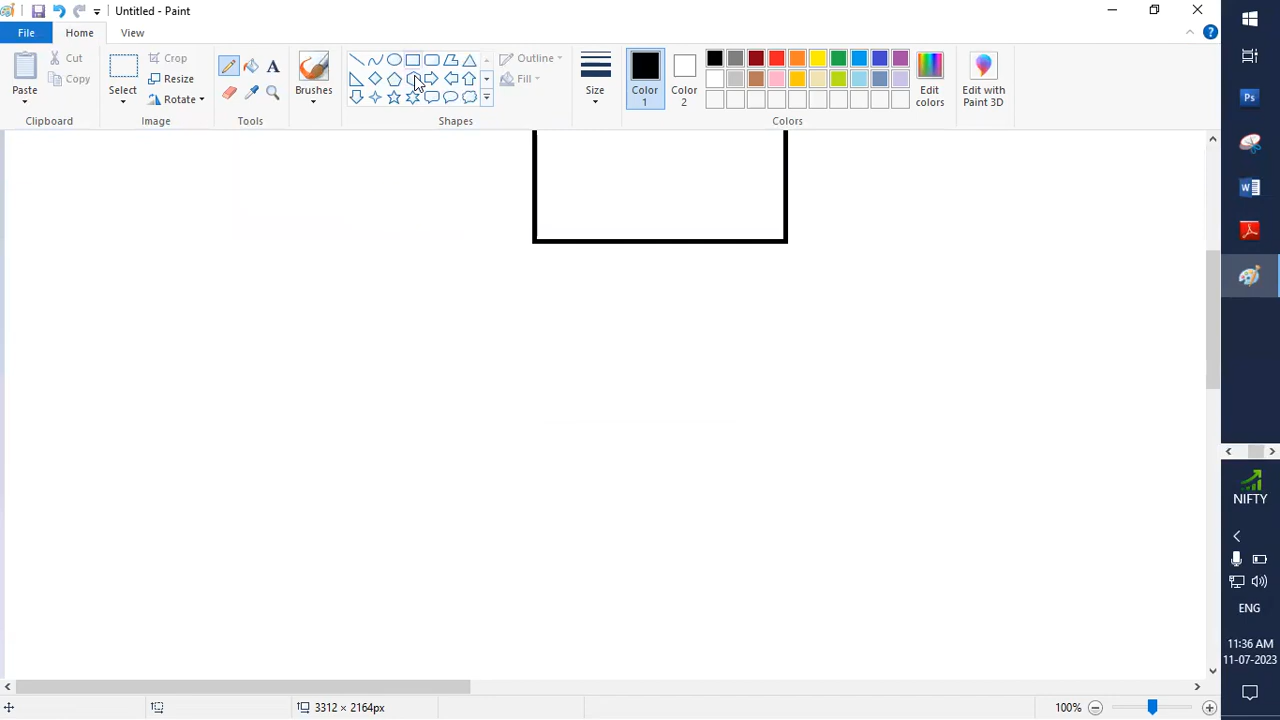 Untitled - Paint
File
Home
View
Paste
Cut
Copy
Clipboard
Select
Crop
Resize
Rotate
Image
A
Tools
Brushes
Shapes
Outline
Fill
Size
Color 1
Color 2
Edit colors
Colors
Edit with Paint 3D
Ps
W
NIFTY
ENG
11:36 AM
11-07-2023
3312 × 2164px
100%